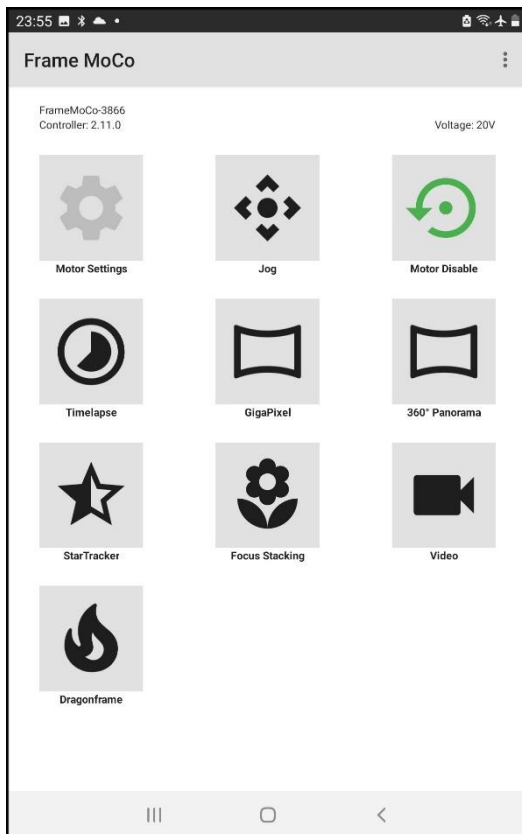 23:55
Frame MoCo
FrameMoCo-3866
Controller: 2.11.0
Voltage: 20V
Motor Settings
Jog
Motor Disable
Timelapse
GigaPixel
360° Panorama
StarTracker
Focus Stacking
Video
Dragonframe